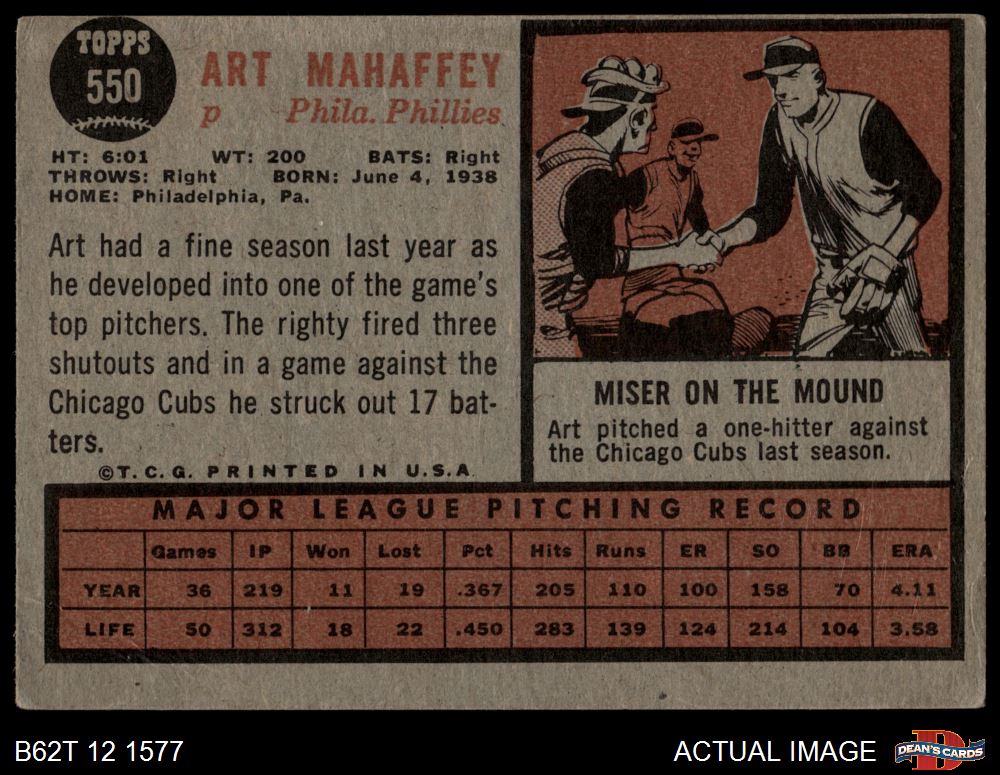 TOPPS
550
ART MAHAFFEY
p Phila. Phillies
HT: 6:01 WT: 200 BATS: Right
THROWS: Right BORN: June 4, 1938
HOME: Philadelphia, Pa.
Art had a fine season last year as
he developed into one of the game's
top pitchers. The righty fired three
shutouts and in a game against the
Chicago Cubs he struck out 17 bat-
ters.
©T.C.G. PRINTED IN U.S.A.
MISER ON THE MOUND
Art pitched a one-hitter against
the Chicago Cubs last season.
MAJOR LEAGUE PITCHING RECORD
Games IP Won Lost Pct Hits Runs ER SO BB ERA
YEAR 36 219 11 19 .367 205 110 100 158 70 4.11
LIFE 50 312 18 22 .450 283 139 124 214 104 3.58
B62T 12 1577
ACTUAL IMAGE
DEAN'S CARDS